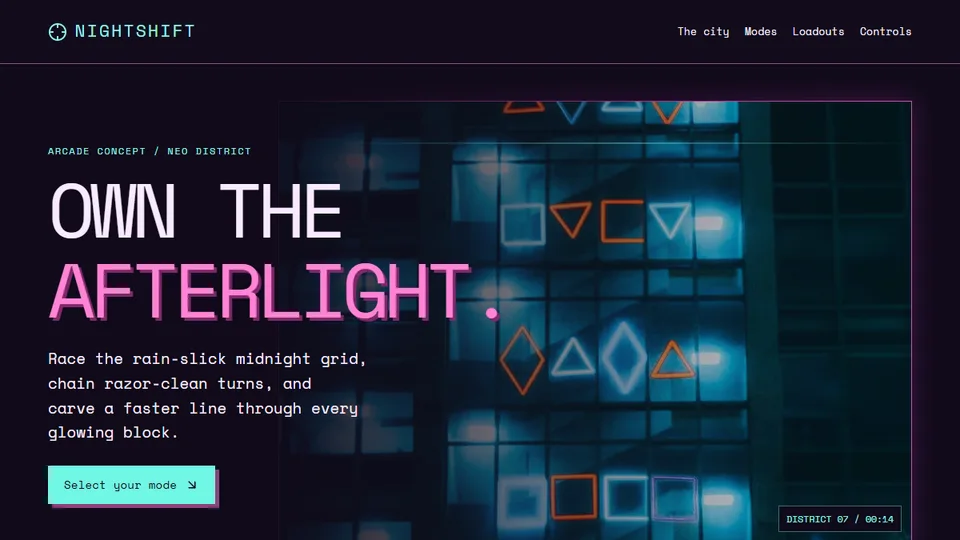 NIGHTSHIFT
The city Modes Loadouts Controls
ARCADE CONCEPT / NEO DISTRICT
OWN THE
AFTERLIGHT.
Race the rain-slick midnight grid,
chain razor-clean turns, and
carve a faster line through every
glowing block.
Select your mode
DISTRICT 07 / 00:14